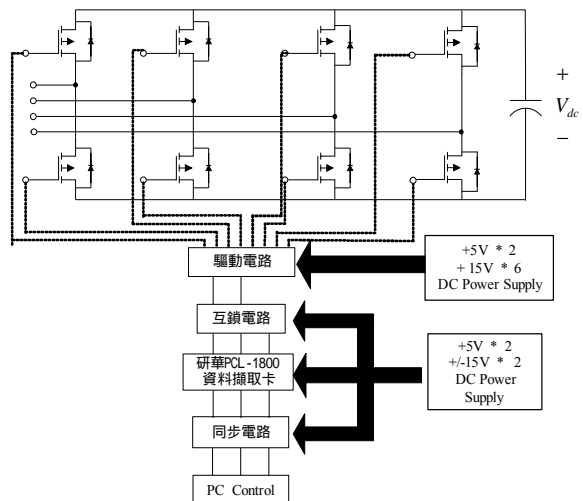 +
Vdc
−
驅動電路
+5V * 2
+ 15V * 6
DC Power Supply
互鎖電路
研華PCL-1800
資料擷取卡
+5V * 2
+/-15V * 2
DC Power
Supply
同步電路
PC Control